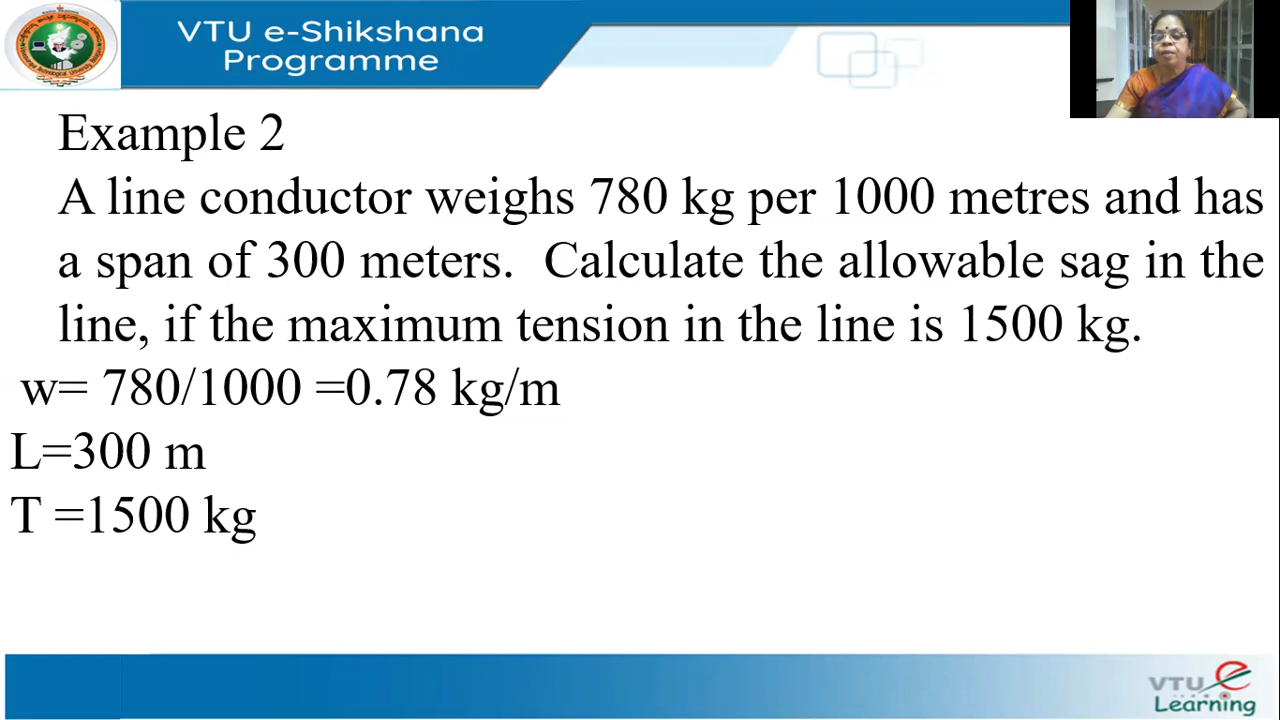 VTU e-Shikshana
Programme
Example 2
A line conductor weighs 780 kg per 1000 metres and has
a span of 300 meters. Calculate the allowable sag in the
line, if the maximum tension in the line is 1500 kg.
w= 780/1000 =0.78 kg/m
L=300 m
T =1500 kg
VTU e
Learning